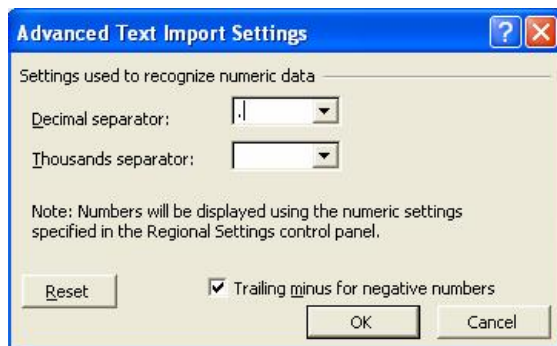 Advanced Text Import Settings
Settings used to recognize numeric data
Decimal separator: .
Thousands separator:
Note: Numbers will be displayed using the numeric settings
specified in the Regional Settings control panel.
Reset
Trailing minus for negative numbers
OK Cancel